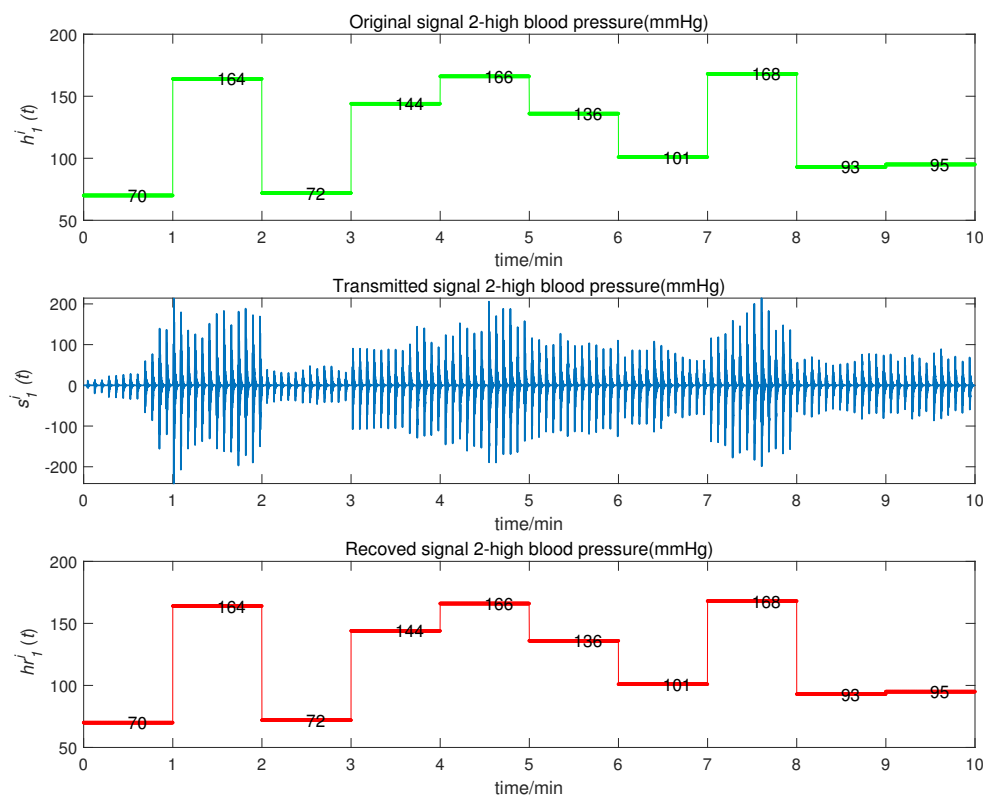 Original signal 2-high blood pressure(mmHg)
200
150
100
50
h₁ⁱ (t)
70
164
72
144
166
136
101
168
93
95
0 1 2 3 4 5 6 7 8 9 10
time/min
Transmitted signal 2-high blood pressure(mmHg)
200
100
0
-100
-200
s₁ⁱ (t)
0 1 2 3 4 5 6 7 8 9 10
time/min
Recoved signal 2-high blood pressure(mmHg)
200
150
100
50
hr₁ⁱ (t)
70
164
72
144
166
136
101
168
93
95
0 1 2 3 4 5 6 7 8 9 10
time/min